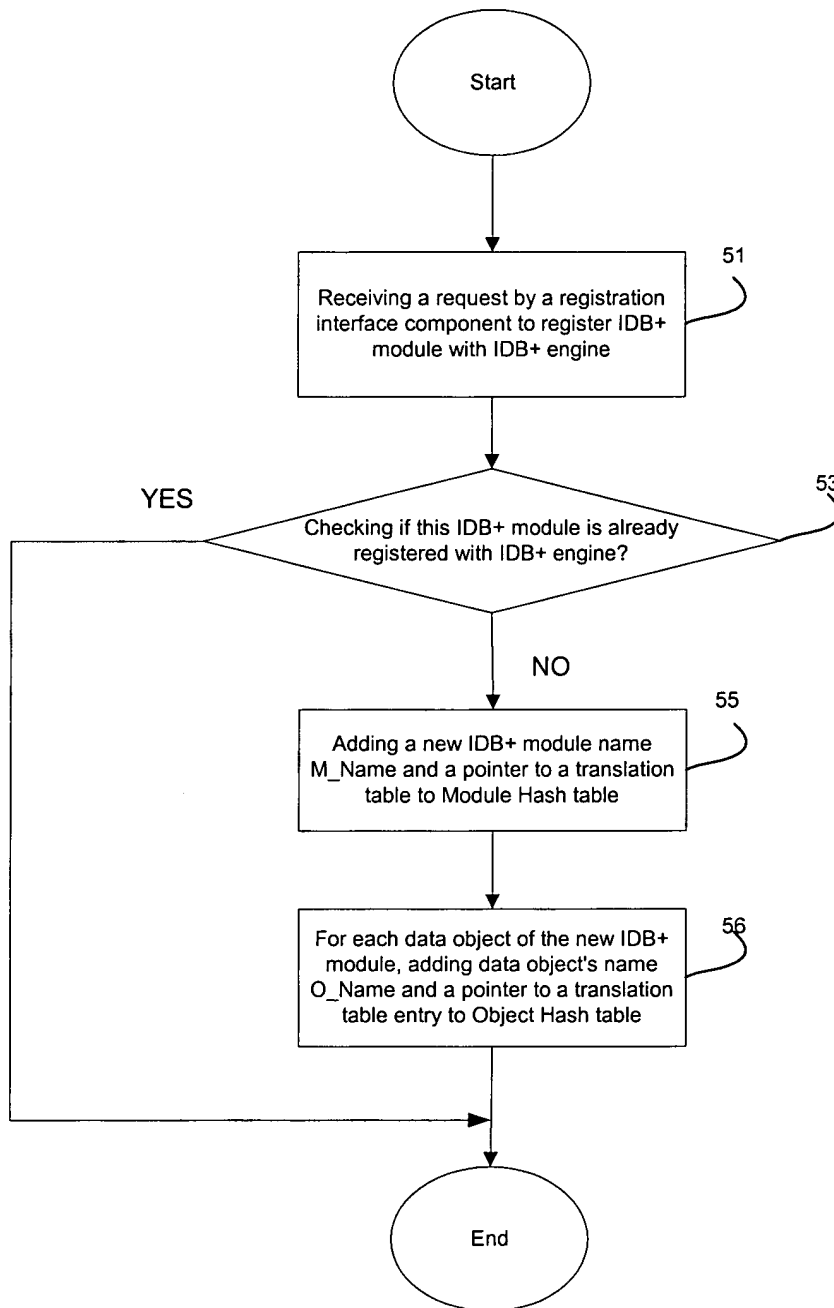 Start
51
Receiving a request by a registration
interface component to register IDB+
module with IDB+ engine
YES
53
Checking if this IDB+ module is already
registered with IDB+ engine?
NO
55
Adding a new IDB+ module name
M_Name and a pointer to a translation
table to Module Hash table
56
For each data object of the new IDB+
module, adding data object's name
O_Name and a pointer to a translation
table entry to Object Hash table
End